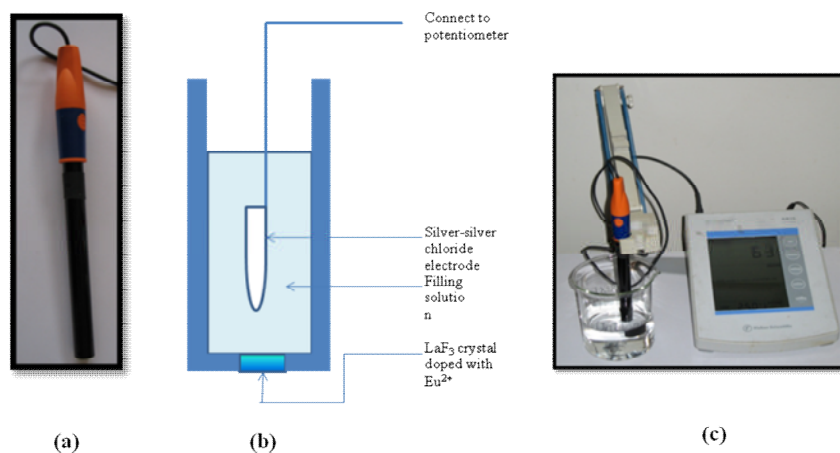 Connect to
potentiometer
Silver-silver
chloride
electrode
Filling
solutio
n
LaF₃ crystal
doped with
Eu²⁺
(a)
(b)
(c)